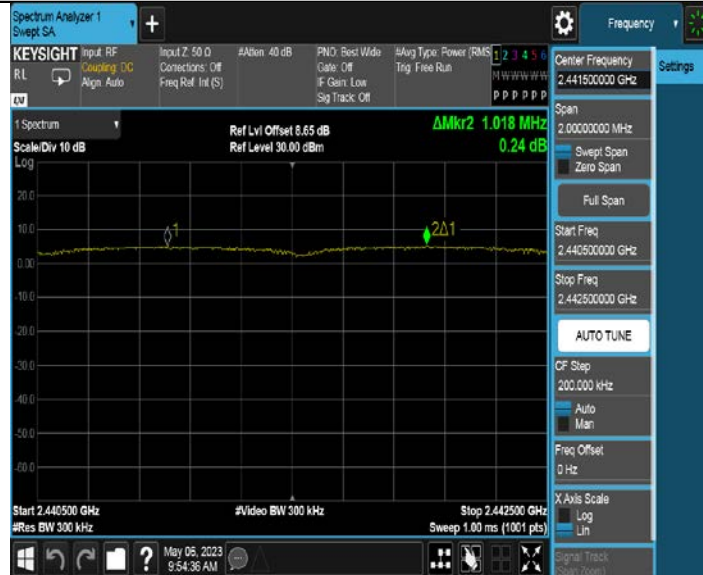 Spectrum Analyzer 1
Swept SA
+
Frequency
KEYSIGHT
RL
Input: RF
Coupling: DC
Align: Auto
Input Z: 50 Ω
Corrections: Off
Freq Ref: Int (S)
#Atten: 40 dB
PNO: Best Wide
Gate: Off
IF Gain: Low
Sig Track: Off
#Avg Type: Power (RMS
Trig: Free Run
1 2 3 4 5 6
M W W W W W
P P P P P P
1 Spectrum
Scale/Div 10 dB
Log
Ref Lvl Offset 8.65 dB
Ref Level 30.00 dBm
ΔMkr2 1.018 MHz
0.24 dB
20.0
10.0
0.00
-10.0
-20.0
-30.0
-40.0
-50.0
-60.0
1
2Δ1
Start 2.440500 GHz
#Res BW 300 kHz
#Video BW 300 kHz
Stop 2.442500 GHz
Sweep 1.00 ms (1001 pts)
Center Frequency
2.441500000 GHz
Settings
Span
2.00000000 MHz
Swept Span
Zero Span
Full Span
Start Freq
2.440500000 GHz
Stop Freq
2.442500000 GHz
AUTO TUNE
CF Step
200.000 kHz
Auto
Man
Freq Offset
0 Hz
X Axis Scale
Log
Lin
Signal Track
(Span Zoom)
?
May 06, 2023
9:54:36 AM